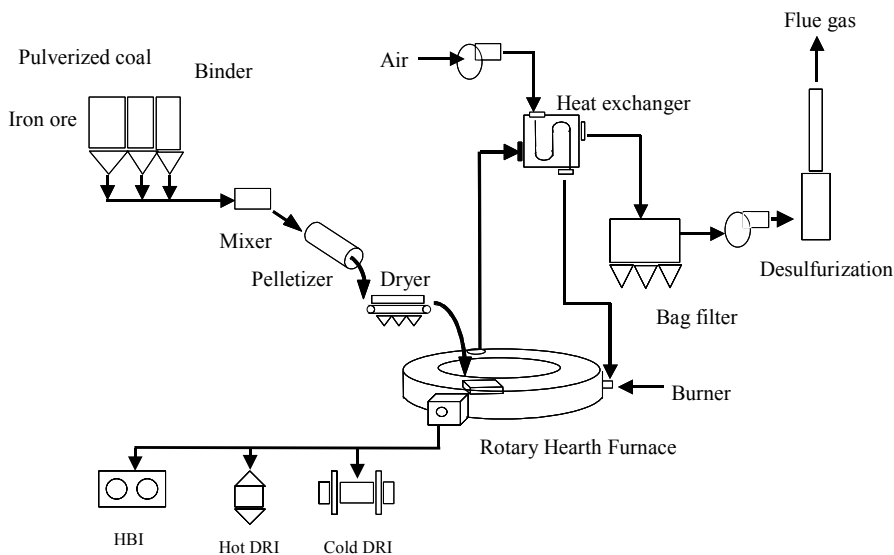 Flue gas
Pulverized coal
Binder
Air
Iron ore
Heat exchanger
Mixer
Pelletizer
Dryer
Desulfurization
Bag filter
Burner
Rotary Hearth Furnace
HBI
Hot DRI
Cold DRI